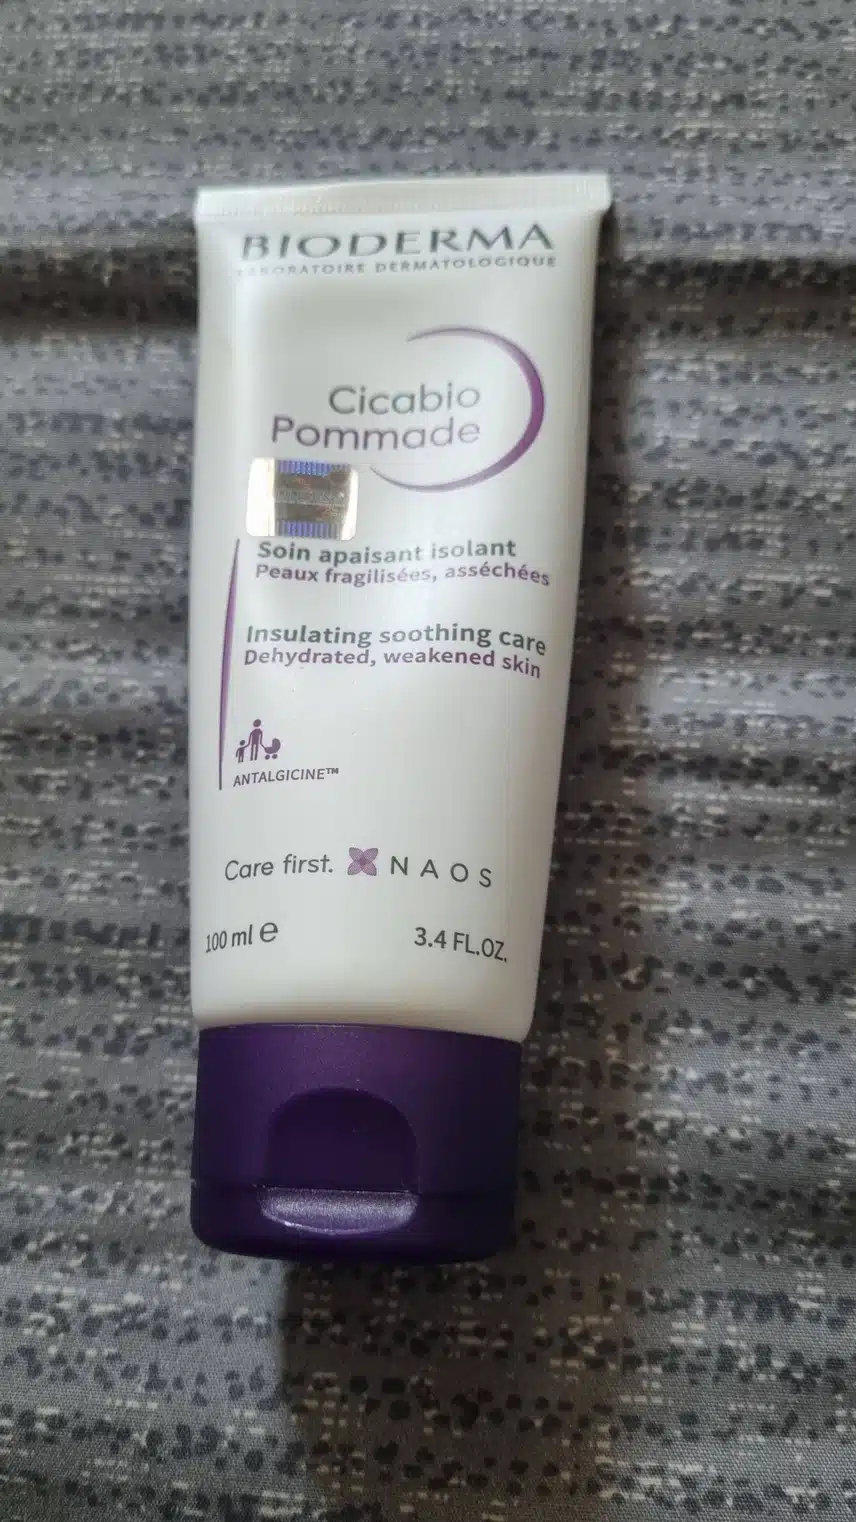 BIODERMA
LABORATOIRE DERMATOLOGIQUE
Cicabio
Pommade
Soin apaisant isolant
Peaux fragilisées, asséchées
Insulating soothing care
Dehydrated, weakened skin
ANTALGICINE™
Care first. NAOS
100 ml e 3.4 FL.OZ.